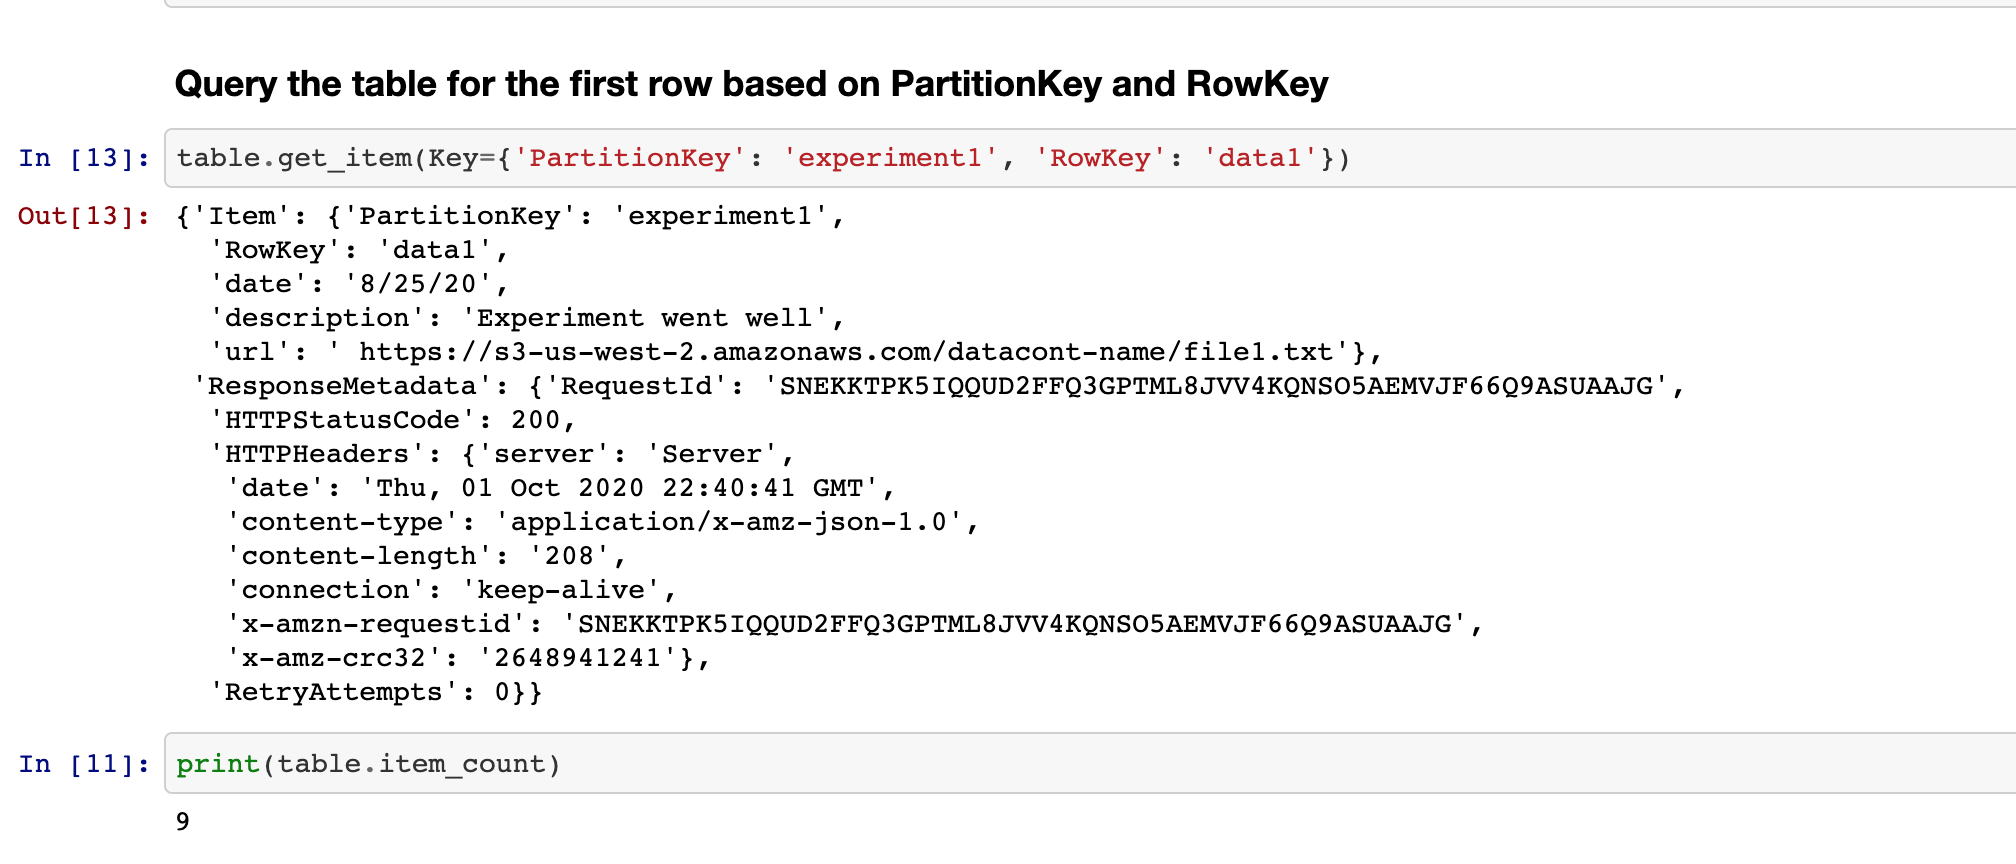 Query the table for the first row based on PartitionKey and RowKey
In [13]: table.get_item(Key={'PartitionKey': 'experiment1', 'RowKey': 'data1'})
Out[13]: {'Item': {'PartitionKey': 'experiment1',
'RowKey': 'data1',
'date': '8/25/20',
'description': 'Experiment went well',
'url': ' https://s3-us-west-2.amazonaws.com/datacont-name/file1.txt'},
'ResponseMetadata': {'RequestId': 'SNEKKTPK5IQQUD2FFQ3GPTML8JVV4KQNSO5AEMVJF66Q9ASUAAJG',
'HTTPStatusCode': 200,
'HTTPHeaders': {'server': 'Server',
'date': 'Thu, 01 Oct 2020 22:40:41 GMT',
'content-type': 'application/x-amz-json-1.0',
'content-length': '208',
'connection': 'keep-alive',
'x-amzn-requestid': 'SNEKKTPK5IQQUD2FFQ3GPTML8JVV4KQNSO5AEMVJF66Q9ASUAAJG',
'x-amz-crc32': '2648941241'},
'RetryAttempts': 0}}
In [11]: print(table.item_count)
9